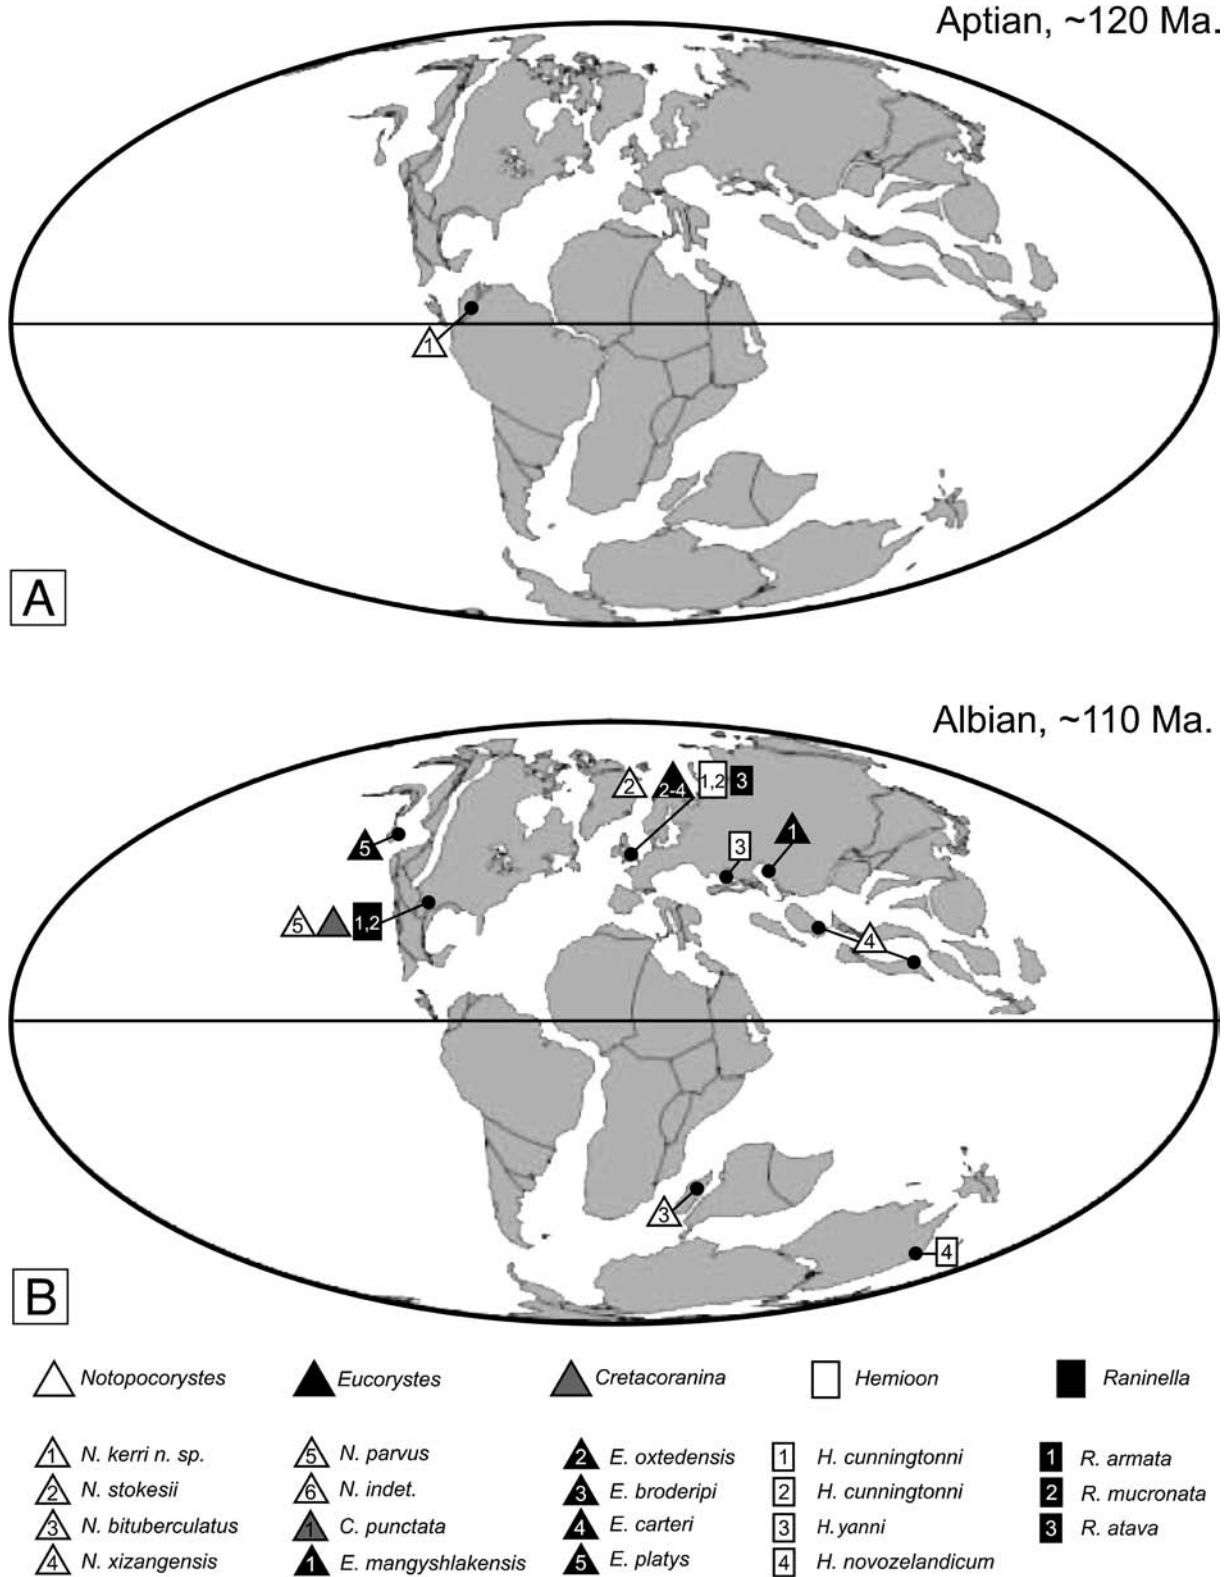 Aptian, ~120 Ma.
1
A
Albian, ~110 Ma.
2 2-4 1,2 3
5 3 1
5 1,2 4
3
4
B
Notopocorystes Eucorystes Cretacoranina Hemioon Raninella
1 N. kerri n. sp. 5 N. parvus 2 E. oxtedensis 1 H. cunningtonni 1 R. armata
2 N. stokesii 6 N. indet. 3 E. broderipi 2 H. cunningtonni 2 R. mucronata
3 N. bituberculatus 1 C. punctata 4 E. carteri 3 H. yanni 3 R. atava
4 N. xizangensis 1 E. mangyshlakensis 5 E. platys 4 H. novozelandicum